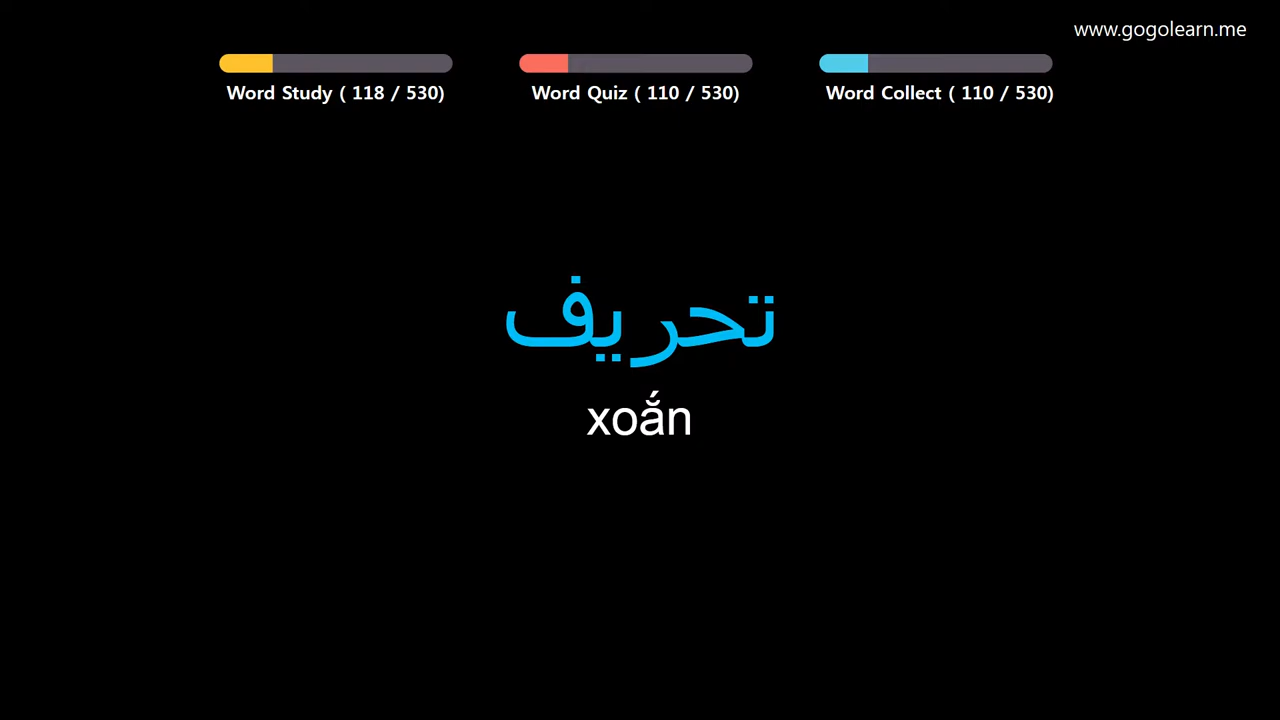 www.gogolearn.me
Word Study ( 118 / 530)
Word Quiz ( 110 / 530)
Word Collect ( 110 / 530)
تحريف
xoắn